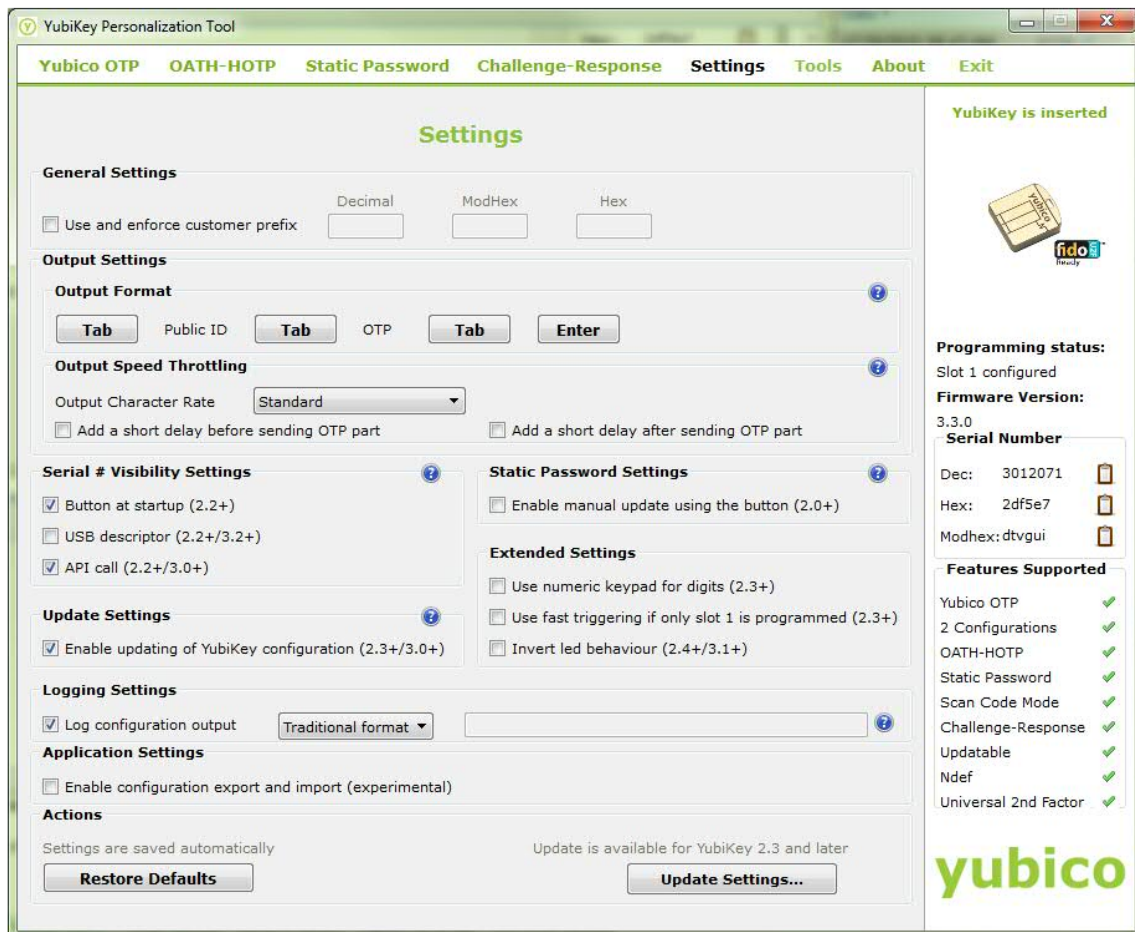 YubiKey Personalization Tool
Yubico OTP OATH-HOTP Static Password Challenge-Response Settings Tools About Exit
Settings
General Settings
Decimal ModHex Hex
Use and enforce customer prefix
Output Settings
Output Format
Tab Public ID Tab OTP Tab Enter
Output Speed Throttling
Output Character Rate Standard
Add a short delay before sending OTP part Add a short delay after sending OTP part
Serial # Visibility Settings
Button at startup (2.2+)
USB descriptor (2.2+/3.2+)
API call (2.2+/3.0+)
Static Password Settings
Enable manual update using the button (2.0+)
Update Settings
Enable updating of YubiKey configuration (2.3+/3.0+)
Extended Settings
Use numeric keypad for digits (2.3+)
Use fast triggering if only slot 1 is programmed (2.3+)
Invert led behaviour (2.4+/3.1+)
Logging Settings
Log configuration output Traditional format
Application Settings
Enable configuration export and import (experimental)
Actions
Settings are saved automatically Update is available for YubiKey 2.3 and later
Restore Defaults Update Settings...
YubiKey is inserted
yubico
fido
Ready
Programming status:
Slot 1 configured
Firmware Version:
3.3.0
Serial Number
Dec: 3012071
Hex: 2df5e7
Modhex: dtvgui
Features Supported
Yubico OTP
2 Configurations
OATH-HOTP
Static Password
Scan Code Mode
Challenge-Response
Updatable
Ndef
Universal 2nd Factor
yubico